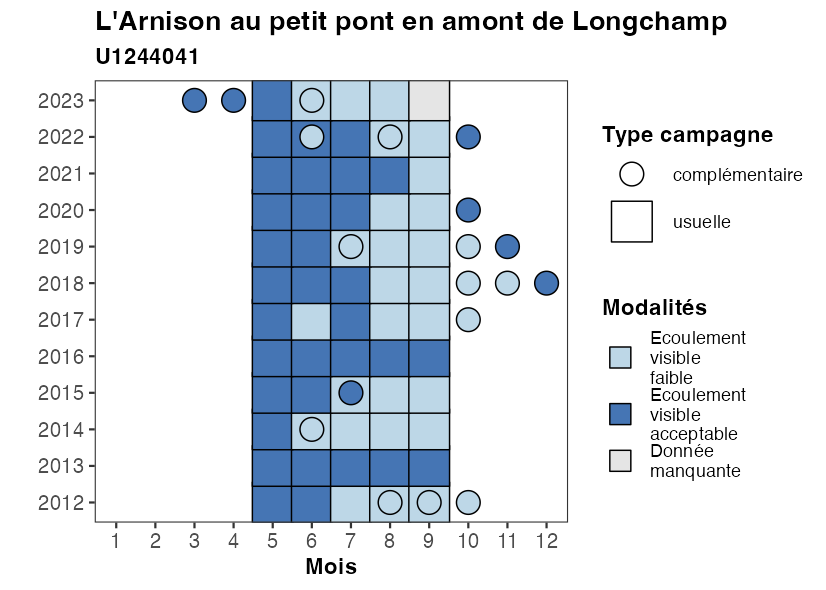 L'Arnison au petit pont en amont de Longchamp
U1244041
2023
2022
2021
2020
2019
2018
2017
2016
2015
2014
2013
2012
1 2 3 4 5 6 7 8 9 10 11 12
Mois
Type campagne
complémentaire
usuelle
Modalités
Ecoulement
visible
faible
Ecoulement
visible
acceptable
Donnée
manquante